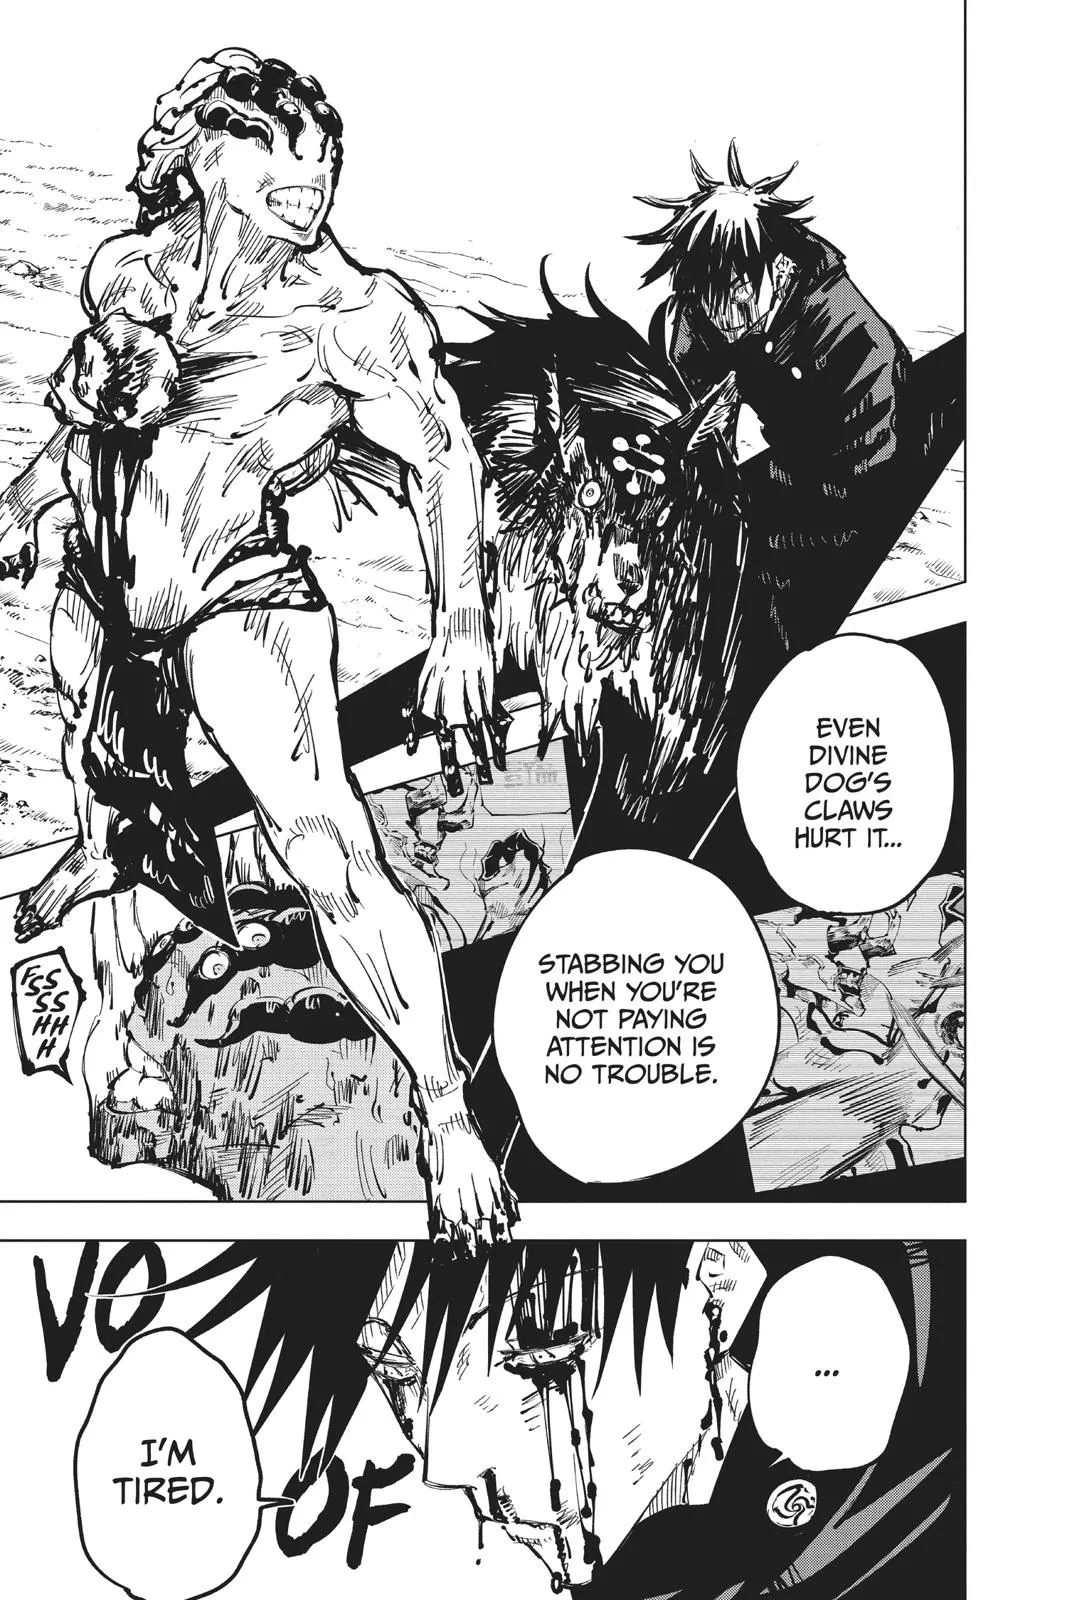 EVEN
DIVINE
DOG'S
CLAWS
HURT IT...
STABBING YOU
WHEN YOU'RE
NOT PAYING
ATTENTION IS
NO TROUBLE.
FSSSSSHHH
...
VO
OF
I'M
TIRED.